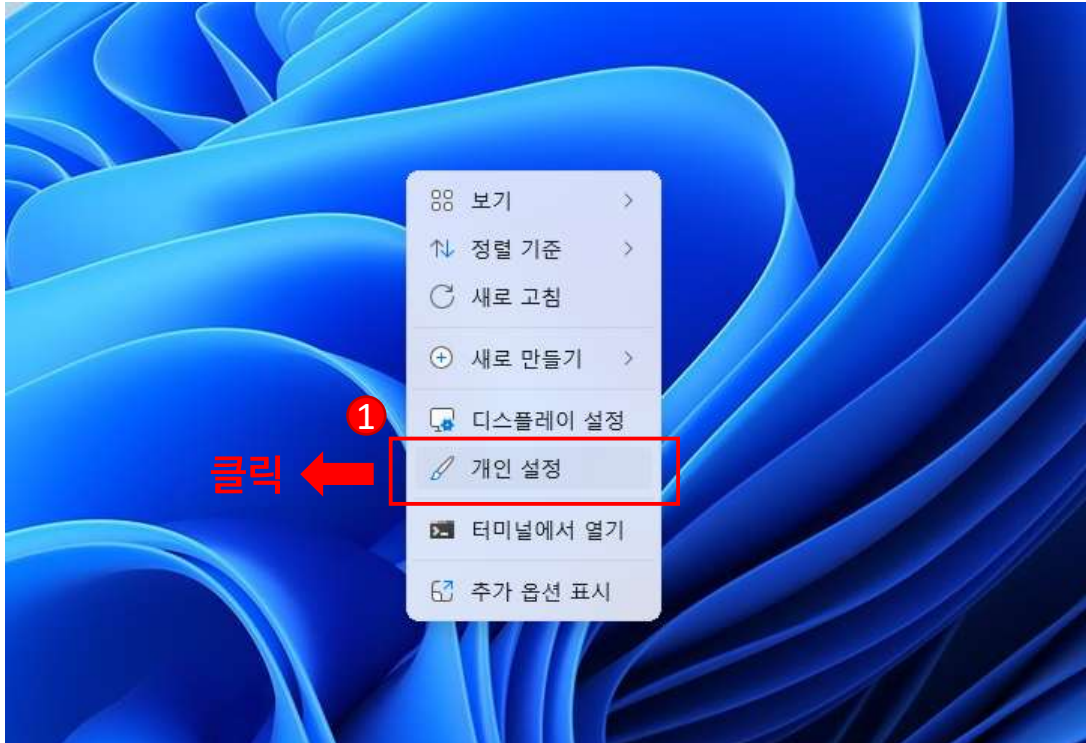 보기
정렬 기준
새로 고침
새로 만들기
1
디스플레이 설정
클릭
개인 설정
터미널에서 열기
추가 옵션 표시